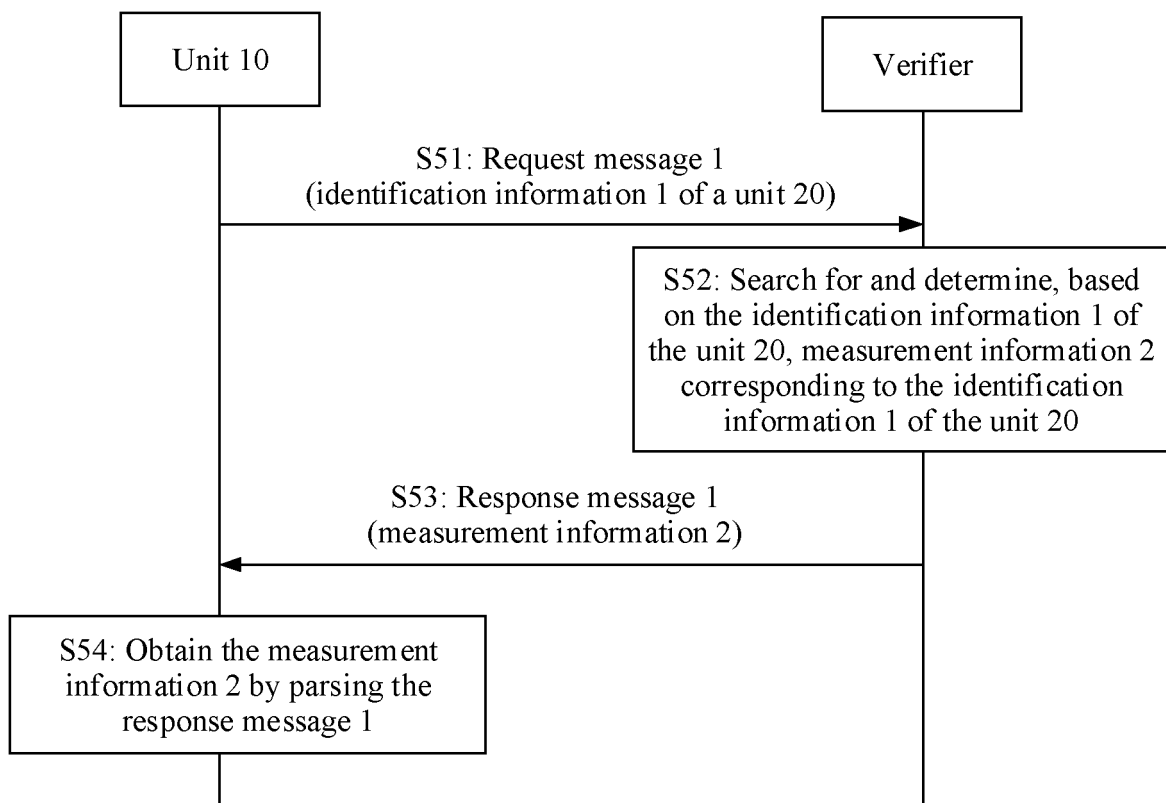 Unit 10
Verifier
S51: Request message 1
(identification information 1 of a unit 20)
S52: Search for and determine, based
on the identification information 1 of
the unit 20, measurement information 2
corresponding to the identification
information 1 of the unit 20
S53: Response message 1
(measurement information 2)
S54: Obtain the measurement
information 2 by parsing the
response message 1